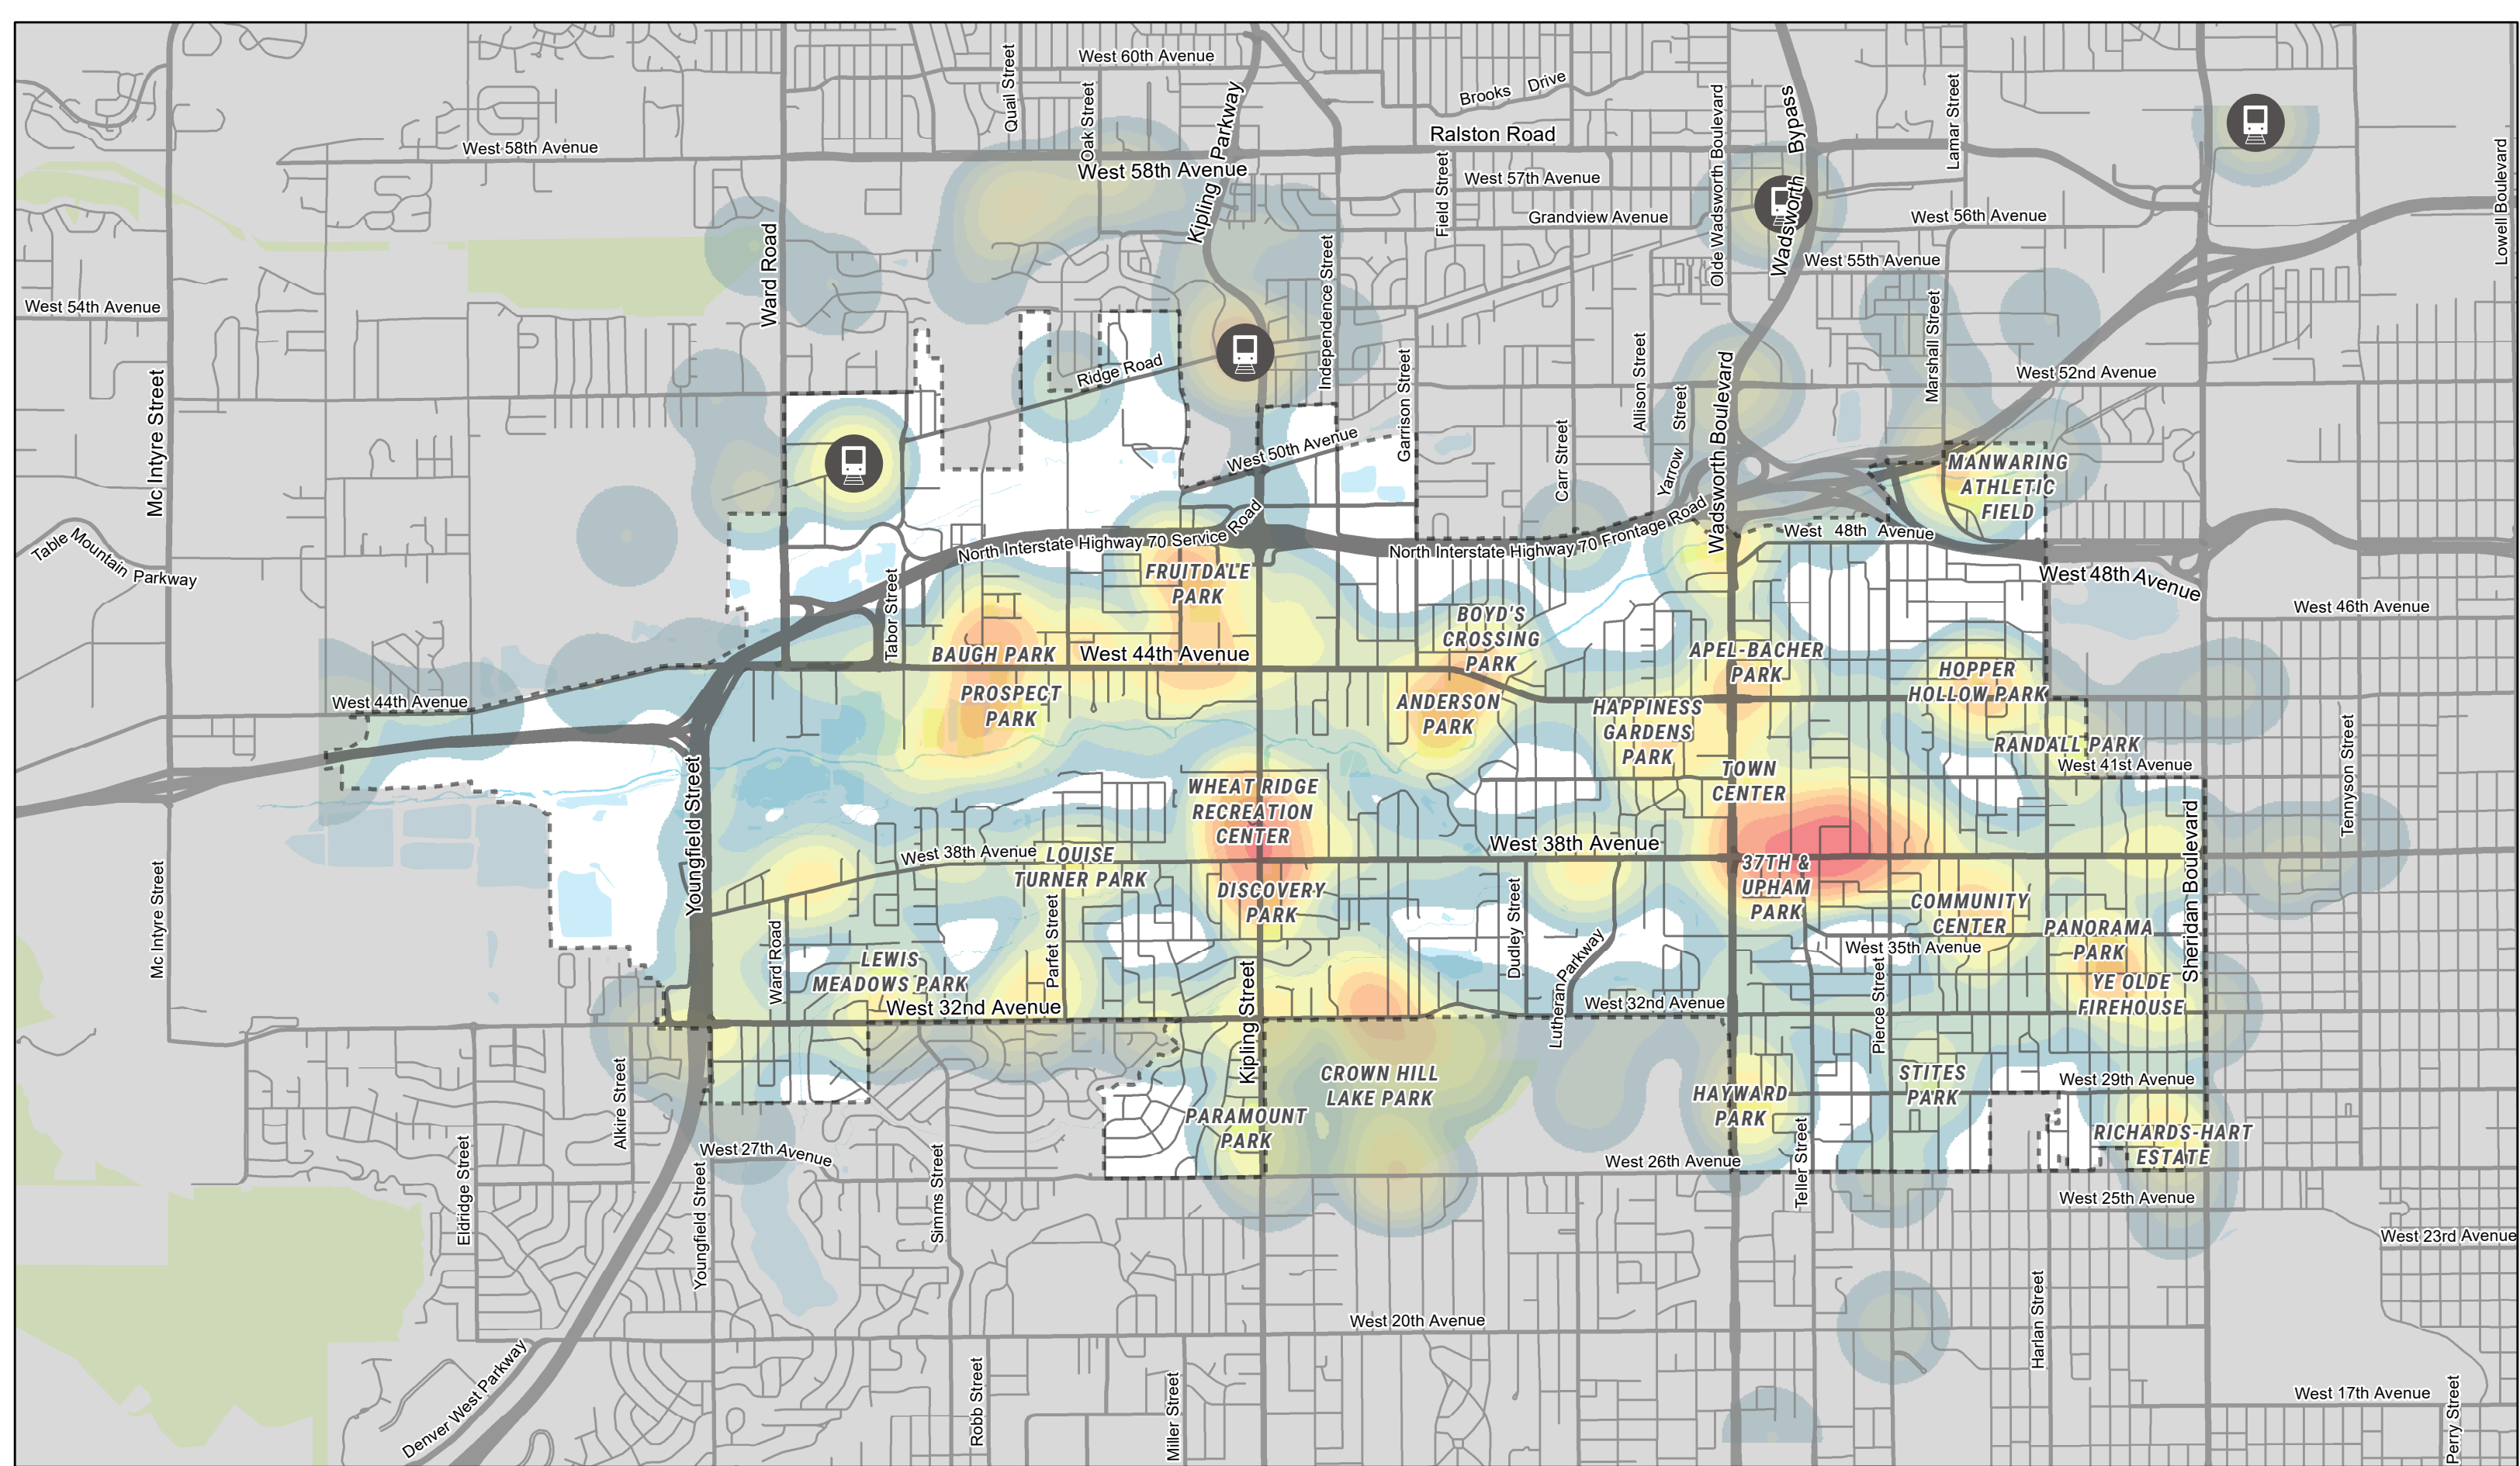 West 60th Avenue
Quail Street
Oak Street
Kipling Parkway
Brooks Drive
Ralston Road
Olde Wadsworth Boulevard
Wadsworth Bypass
Lamar Street
Lowell Boulevard
West 58th Avenue
West 58th Avenue
Kipling
Field Street
West 57th Avenue
Grandview Avenue
Wadsworth
West 56th Avenue
West 55th Avenue
Ward Road
Independence Street
West 54th Avenue
Mc Intyre Street
Ridge Road
Garrison Street
Allison Street
Yarrow Street
Wadsworth Boulevard
Marshall Street
West 52nd Avenue
West 50th Avenue
Carr Street
MANWARING
ATHLETIC
FIELD
Table Mountain Parkway
North Interstate Highway 70 Service Road
North Interstate Highway 70 Frontage Road
West 48th Avenue
West 48th Avenue
Tabor Street
FRUITDALE
PARK
West 46th Avenue
BOYD'S
CROSSING
PARK
BAUGH PARK
West 44th Avenue
APEL-BACHER
PARK
HOPPER
HOLLOW PARK
West 44th Avenue
PROSPECT
PARK
ANDERSON
PARK
HAPPINESS
GARDENS
PARK
RANDALL PARK
West 41st Avenue
Tennyson Street
Youngfield Street
WHEAT RIDGE
RECREATION
CENTER
TOWN
CENTER
Sheridan Boulevard
Mc Intyre Street
West 38th Avenue
LOUISE
TURNER PARK
West 38th Avenue
37TH &
UPHAM
PARK
DISCOVERY
PARK
Dudley Street
COMMUNITY
CENTER
PANORAMA
PARK
Ward Road
Parfet Street
LEWIS
MEADOWS PARK
Lutheran Parkway
West 35th Avenue
Pierce Street
YE OLDE
FIREHOUSE
West 32nd Avenue
Kipling Street
West 32nd Avenue
Alkire Street
CROWN HILL
LAKE PARK
HAYWARD
PARK
STITES
PARK
West 29th Avenue
PARAMOUNT
PARK
RICHARDS-HART
ESTATE
Eldridge Street
West 27th Avenue
Youngfield Street
Simms Street
West 26th Avenue
Teller Street
West 25th Avenue
West 23rd Avenue
West 20th Avenue
Harlan Street
Denver West Parkway
Robb Street
Miller Street
West 17th Avenue
Perry Street